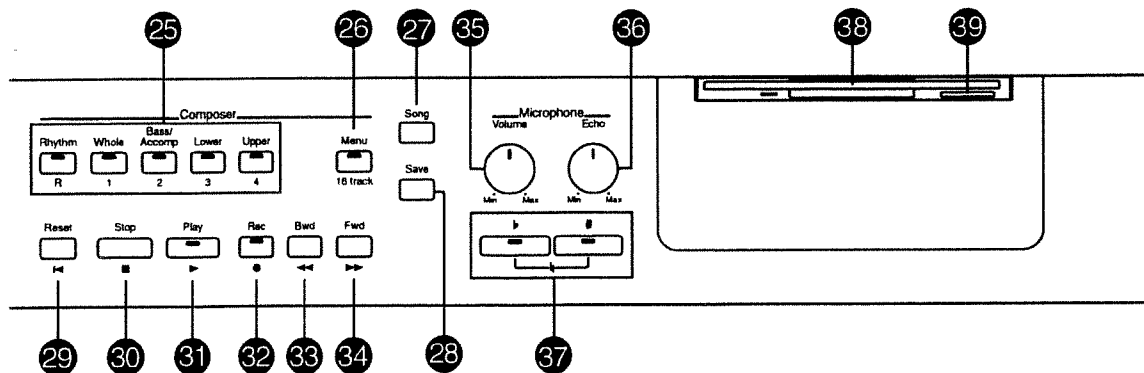 25 26 27 35 36 38 39
Composer
Rhythm Whole Bass/ Accomp Lower Upper
R 1 2 3 4
Menu
16 track
Song
Save
Microphone
Volume Echo
Min Max Min Max
♭ #
♮
Reset Stop Play Rec Bwd Fwd
29 30 31 32 33 34 28 37